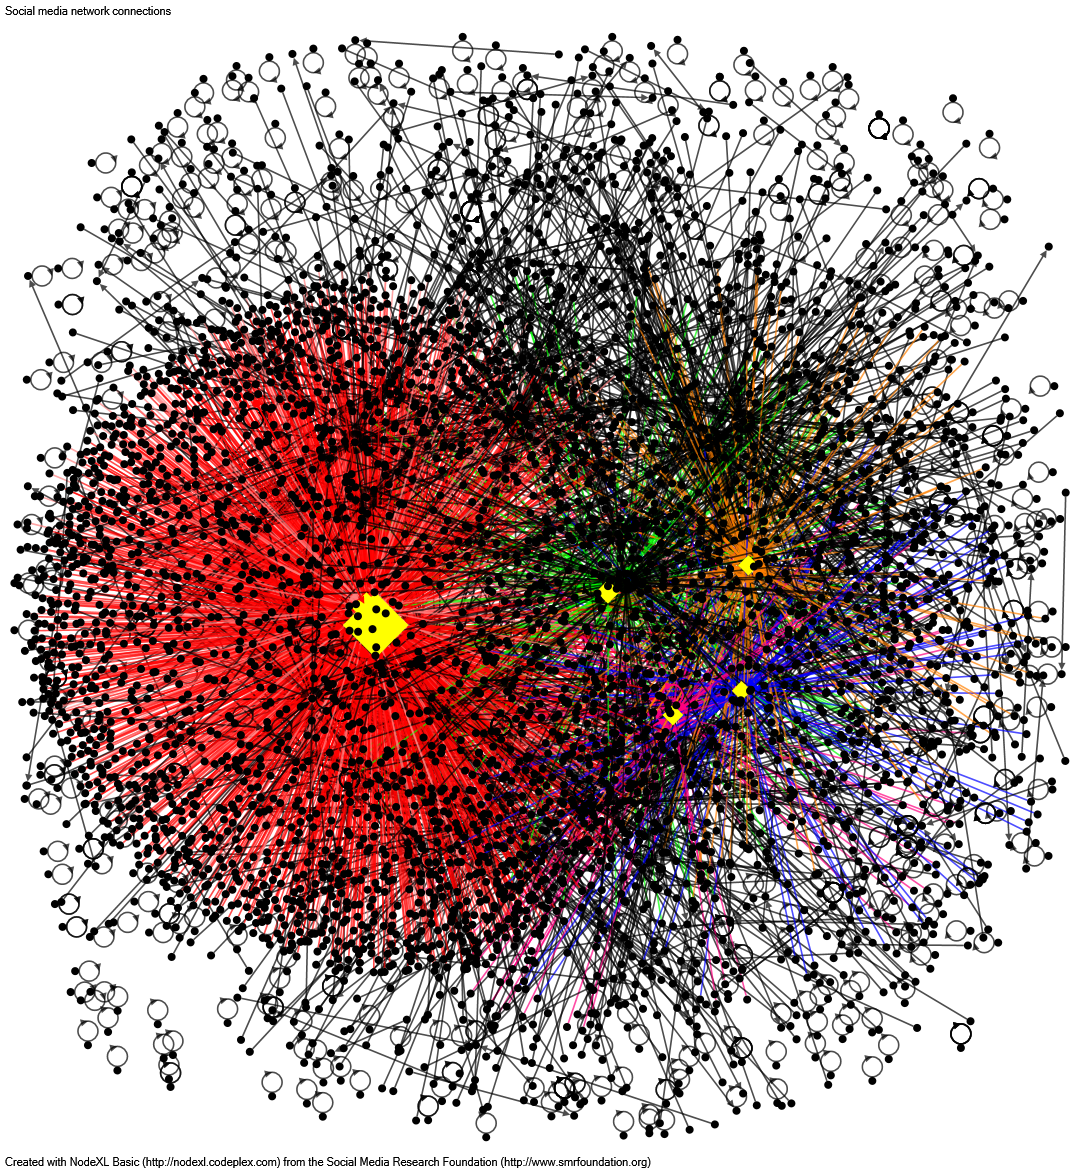 Social media network connections
Created with NodeXL Basic (http://nodexl.codeplex.com) from the Social Media Research Foundation (http://www.smrfoundation.org)